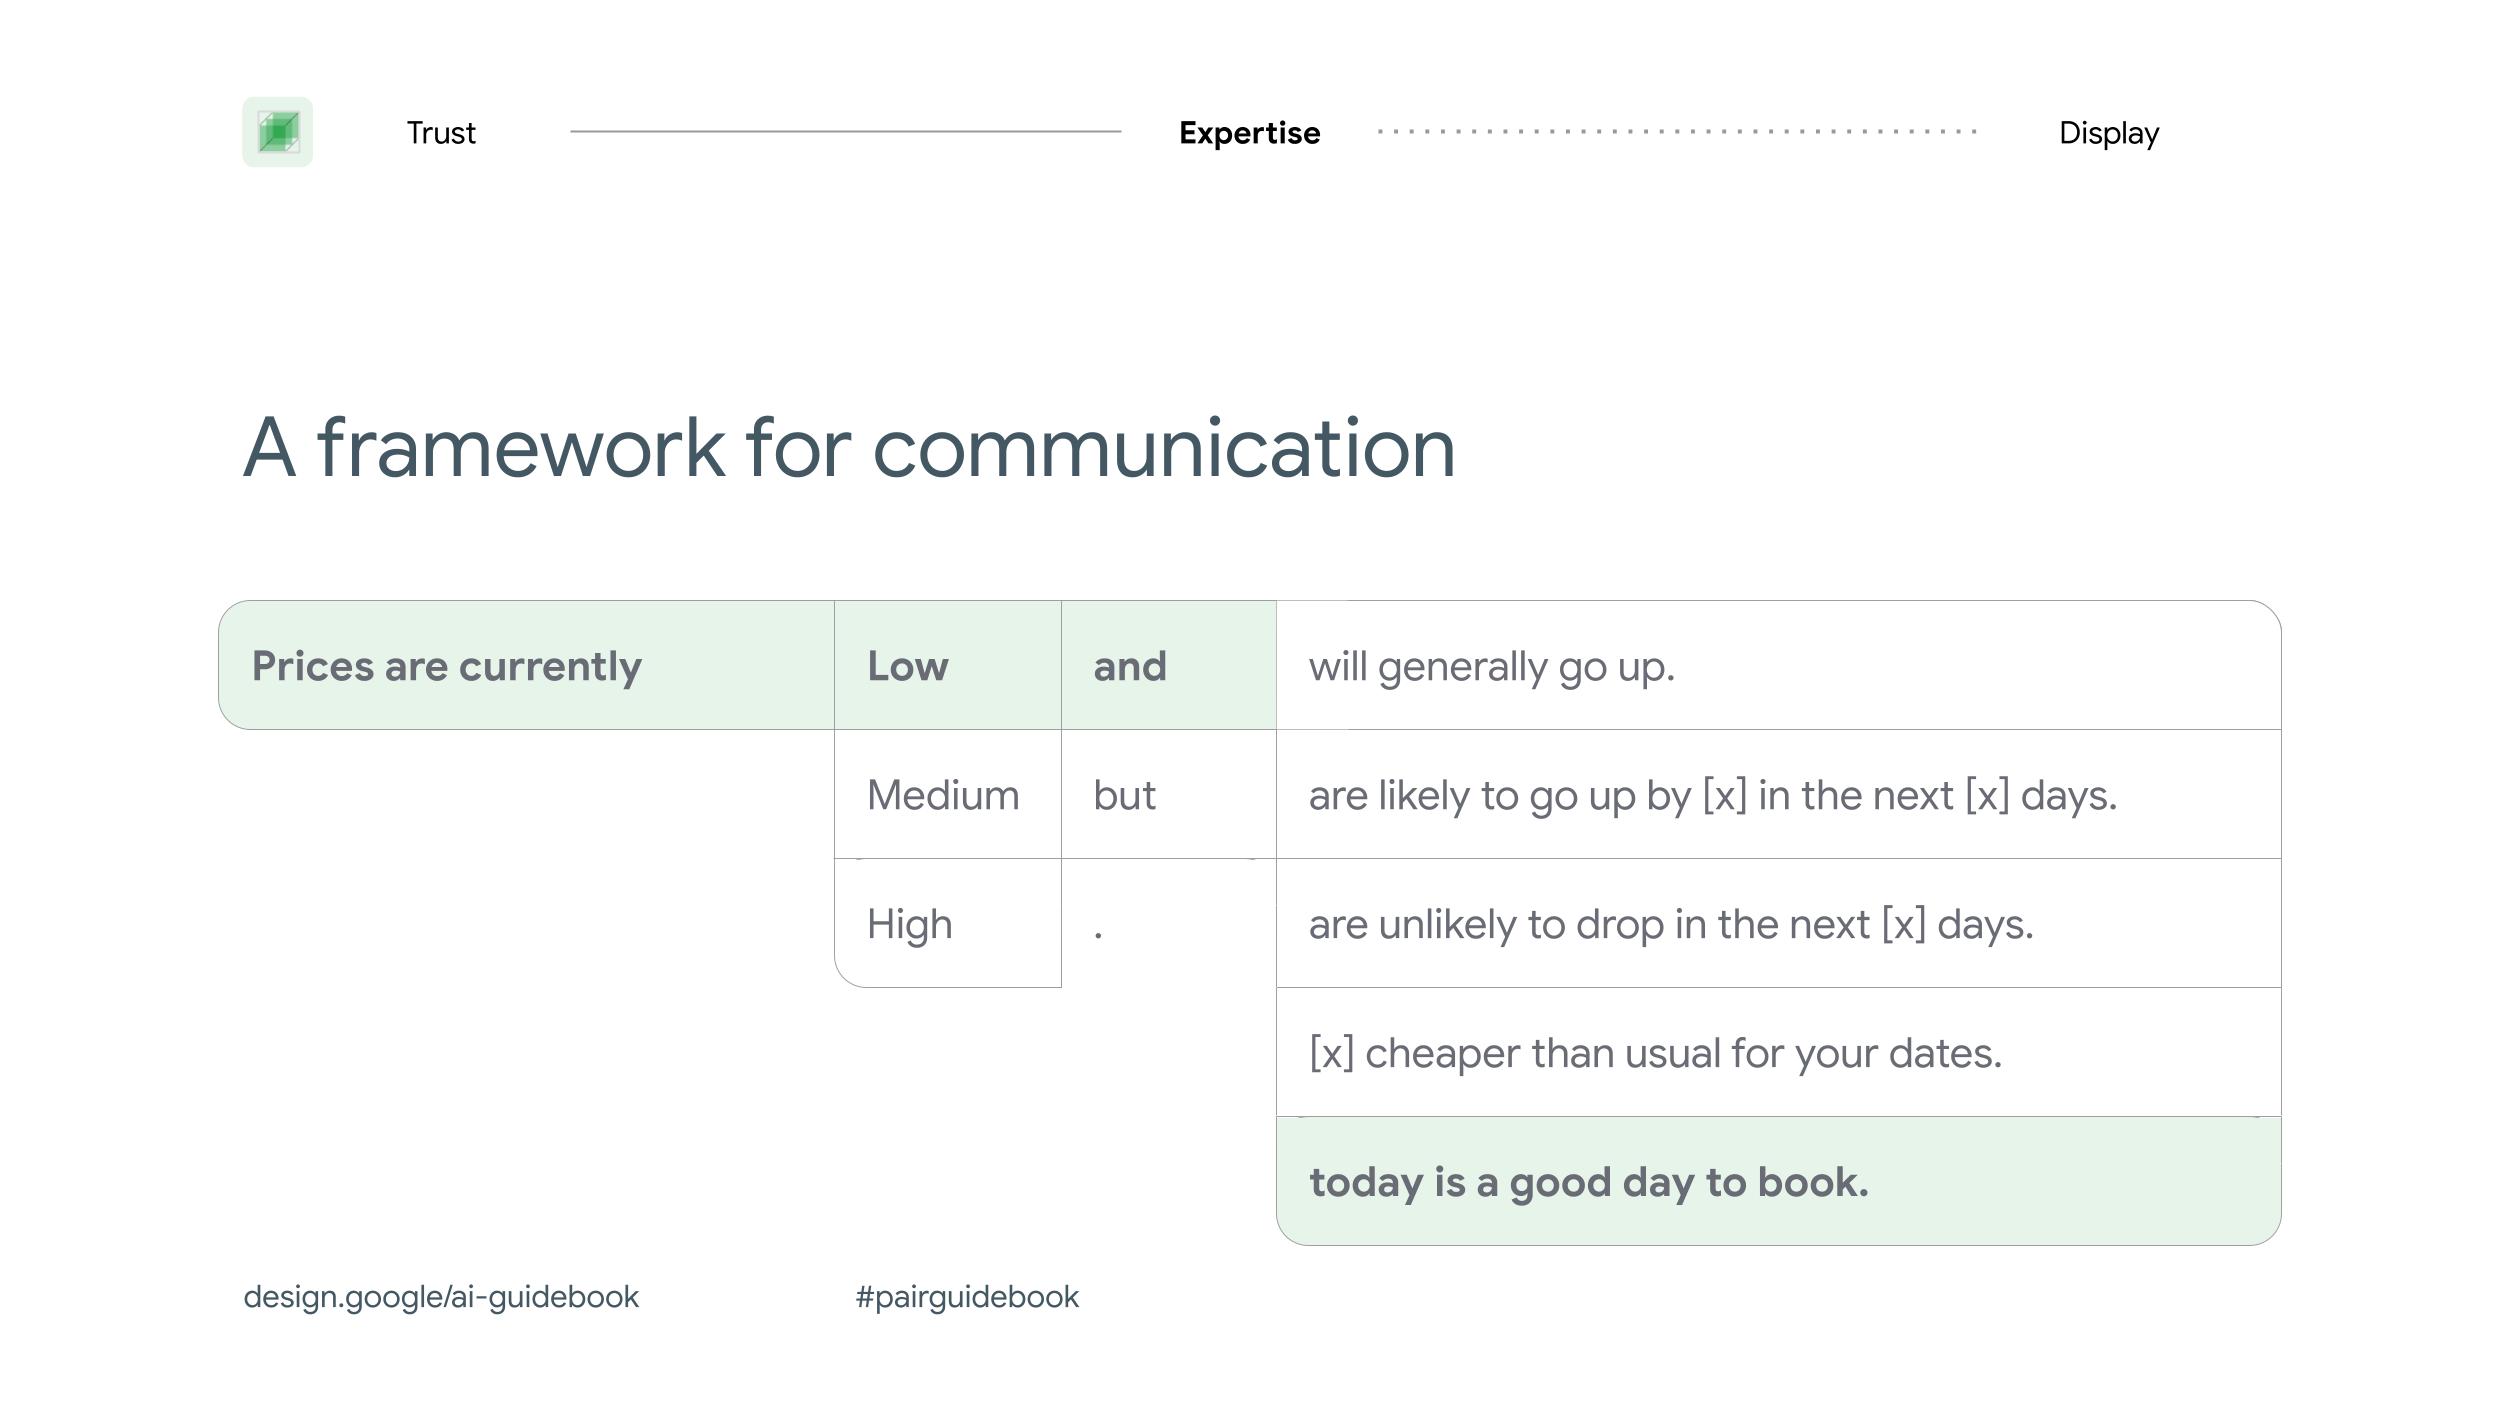 Trust Expertise Display
A framework for communication
Prices are currently Low and will generally go up.
Medium but are likely to go up by [x] in the next [x] days.
High . are unlikely to drop in the next [x] days.
[x] cheaper than usual for your dates.
today is a good day to book.
design.google/ai-guidebook #pairguidebook